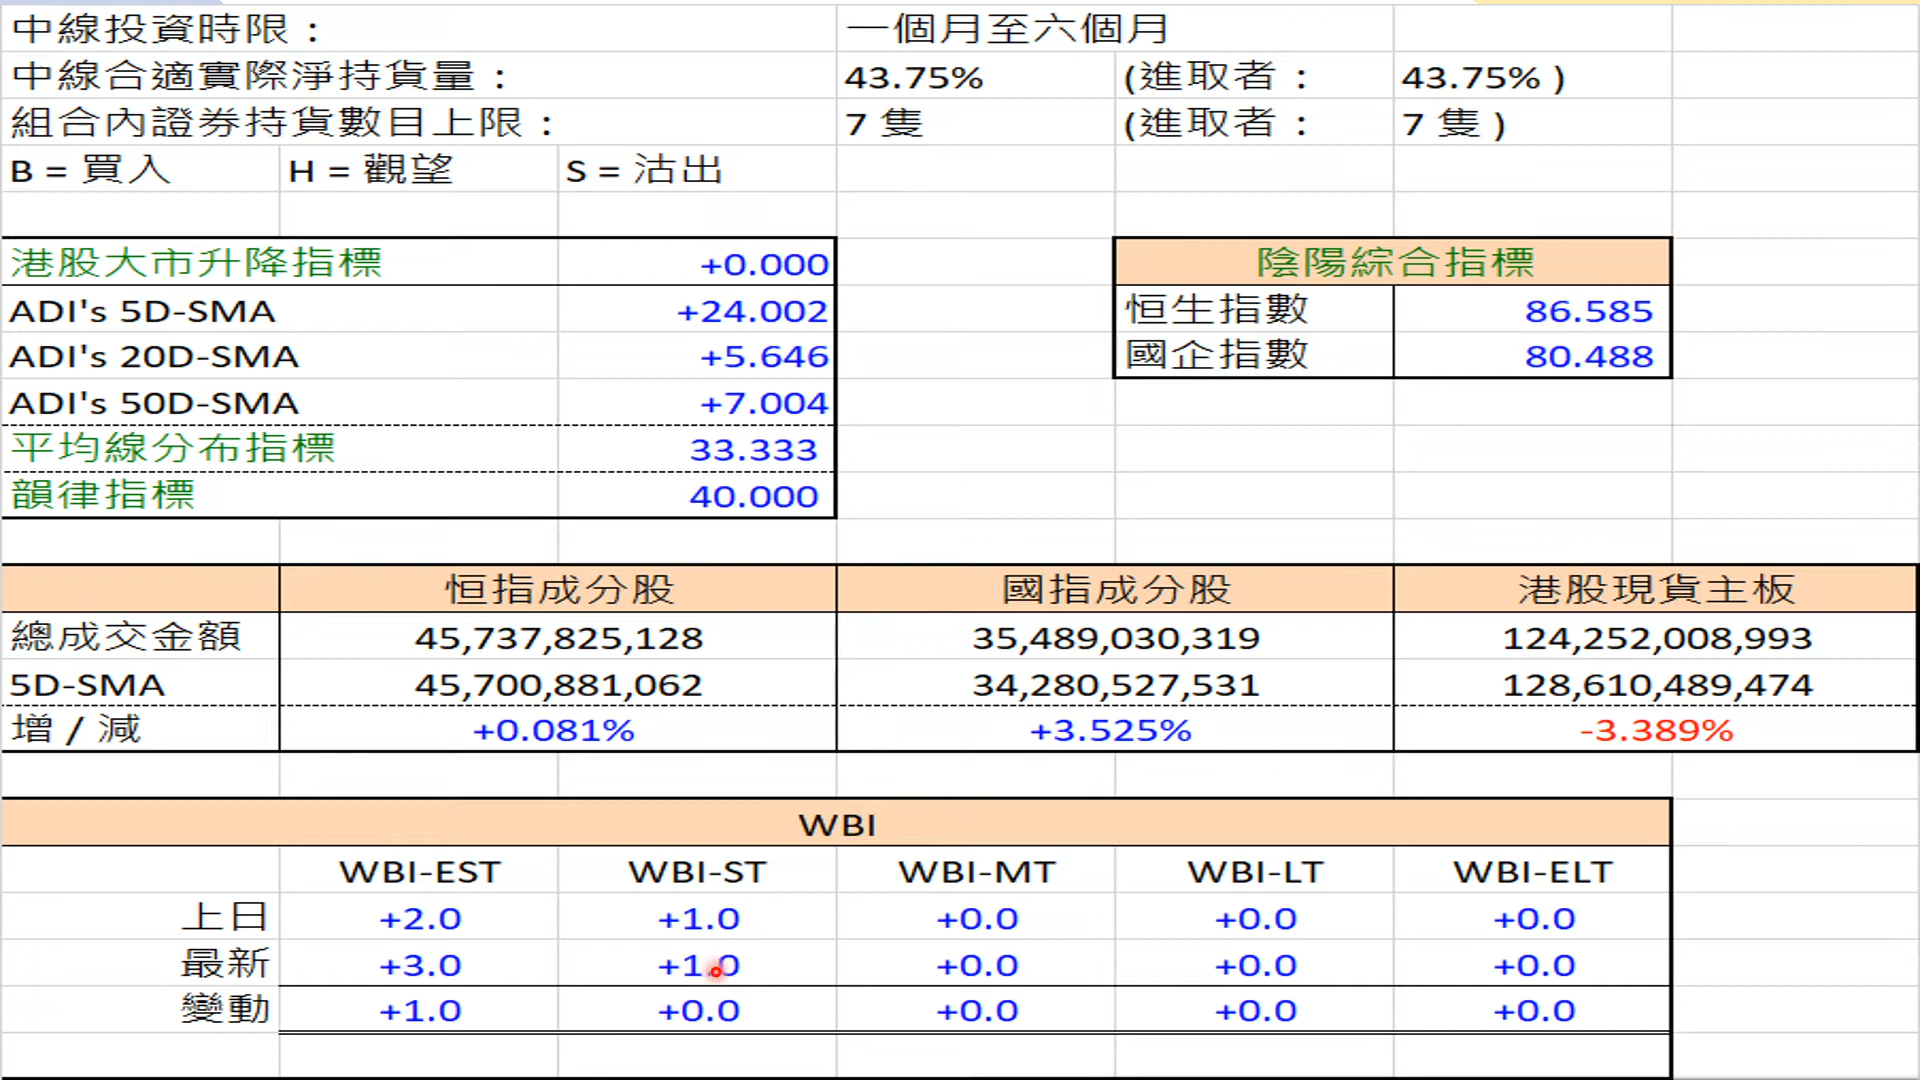 中線投資時限： 一個月至六個月
中線合適實際淨持貨量： 43.75% (進取者： 43.75% )
組合內證券持貨數目上限： 7 隻 (進取者： 7 隻 )
B = 買入 H = 觀望 S = 沽出
港股大市升降指標 +0.000 陰陽綜合指標
ADI's 5D-SMA +24.002 恒生指數 86.585
ADI's 20D-SMA +5.646 國企指數 80.488
ADI's 50D-SMA +7.004
平均線分布指標 33.333
韻律指標 40.000
恒指成分股 國指成分股 港股現貨主板
總成交金額 45,737,825,128 35,489,030,319 124,252,008,993
5D-SMA 45,700,881,062 34,280,527,531 128,610,489,474
增 / 減 +0.081% +3.525% -3.389%
WBI
WBI-EST WBI-ST WBI-MT WBI-LT WBI-ELT
上日 +2.0 +1.0 +0.0 +0.0 +0.0
最新 +3.0 +1.0 +0.0 +0.0 +0.0
變動 +1.0 +0.0 +0.0 +0.0 +0.0